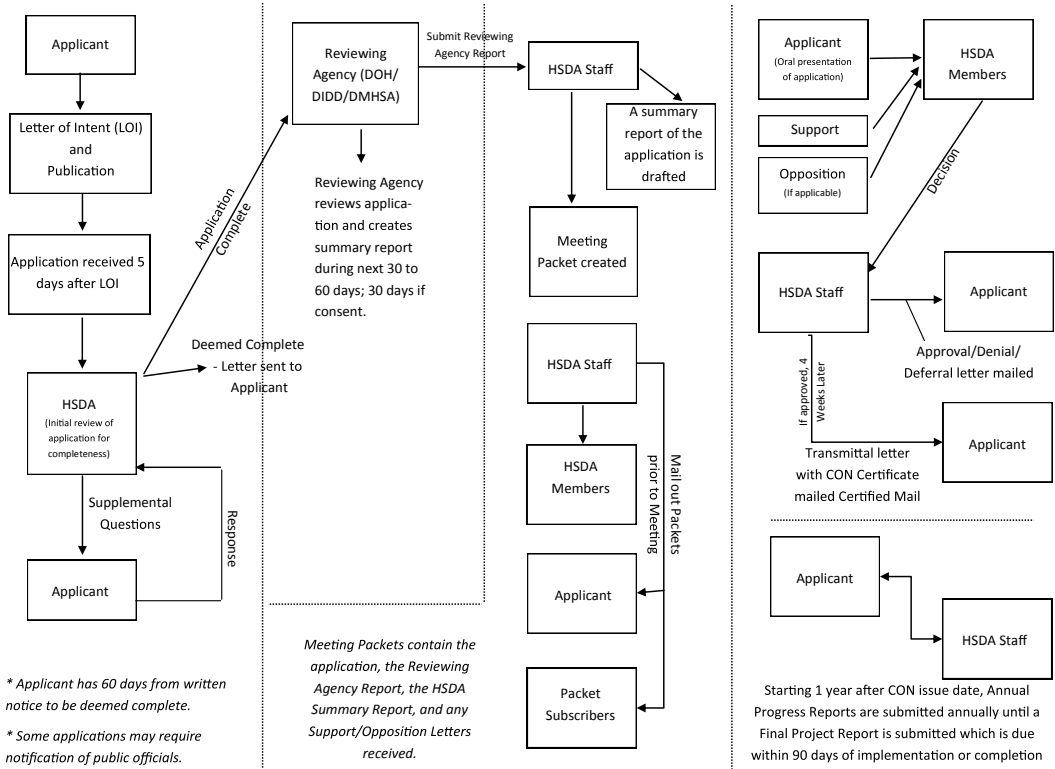 Applicant
Letter of Intent (LOI)
and
Publication
Application received 5
days after LOI
HSDA
(Initial review of
application for
completeness)
Supplemental
Questions
Applicant
Response
* Applicant has 60 days from written
notice to be deemed complete.
* Some applications may require
notification of public officials.
Application
Complete
Deemed Complete
- Letter sent to
Applicant
Reviewing
Agency (DOH/
DIDD/DMHSA)
Reviewing Agency
reviews applica-
tion and creates
summary report
during next 30 to
60 days; 30 days if
consent.
Submit Reviewing
Agency Report
Meeting Packets contain the
application, the Reviewing
Agency Report, the HSDA
Summary Report, and any
Support/Opposition Letters
received.
HSDA Staff
A summary
report of the
application is
drafted
Meeting
Packet created
HSDA Staff
HSDA
Members
Mail out Packets
prior to Meeting
Applicant
Packet
Subscribers
Applicant
(Oral presentation
of application)
Support
Opposition
(If applicable)
HSDA
Members
Decision
HSDA Staff
Applicant
Approval/Denial/
Deferral letter mailed
If approved, 4
Weeks Later
Applicant
Transmittal letter
with CON Certificate
mailed Certified Mail
Applicant
HSDA Staff
Starting 1 year after CON issue date, Annual
Progress Reports are submitted annually until a
Final Project Report is submitted which is due
within 90 days of implementation or completion